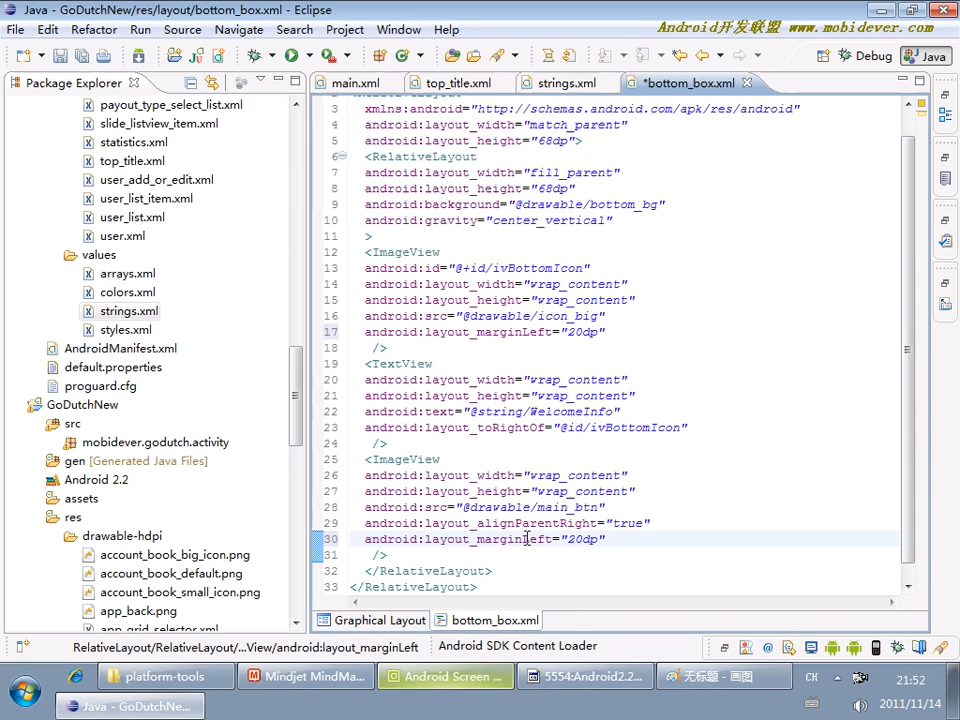 Java - GoDutchNew/res/layout/bottom_box.xml - Eclipse
File Edit Refactor Run Source Navigate Search Project Window Help
Android开发联盟 www.mobidever.com
Debug Java
Package Explorer
main.xml top_title.xml strings.xml *bottom_box.xml
payout_type_select_list.xml
slide_listview_item.xml
statistics.xml
top_title.xml
user_add_or_edit.xml
user_list_item.xml
user_list.xml
user.xml
values
arrays.xml
colors.xml
strings.xml
styles.xml
AndroidManifest.xml
default.properties
proguard.cfg
GoDutchNew
src
mobidever.godutch.activity
gen [Generated Java Files]
Android 2.2
assets
res
drawable-hdpi
account_book_big_icon.png
account_book_default.png
account_book_small_icon.png
app_back.png
app_grid_selector.xml
3 xmlns:android="http://schemas.android.com/apk/res/android"
4 android:layout_width="match_parent"
5 android:layout_height="68dp">
6 <RelativeLayout
7 android:layout_width="fill_parent"
8 android:layout_height="68dp"
9 android:background="@drawable/bottom_bg"
10 android:gravity="center_vertical"
11 >
12 <ImageView
13 android:id="@+id/ivBottomIcon"
14 android:layout_width="wrap_content"
15 android:layout_height="wrap_content"
16 android:src="@drawable/icon_big"
17 android:layout_marginLeft="20dp"
18 />
19 <TextView
20 android:layout_width="wrap_content"
21 android:layout_height="wrap_content"
22 android:text="@string/WelcomeInfo"
23 android:layout_toRightOf="@id/ivBottomIcon"
24 />
25 <ImageView
26 android:layout_width="wrap_content"
27 android:layout_height="wrap_content"
28 android:src="@drawable/main_btn"
29 android:layout_alignParentRight="true"
30 android:layout_marginLeft="20dp"
31 />
32 </RelativeLayout>
33 </RelativeLayout>
Graphical Layout bottom_box.xml
RelativeLayout/RelativeLayout/...View/android:layout_marginLeft Android SDK Content Loader
platform-tools Mindjet MindMa... Android Screen ... 5554:Android2.2... 无标题 - 画图 CH 21:52
Java - GoDutchNe... 2011/11/14